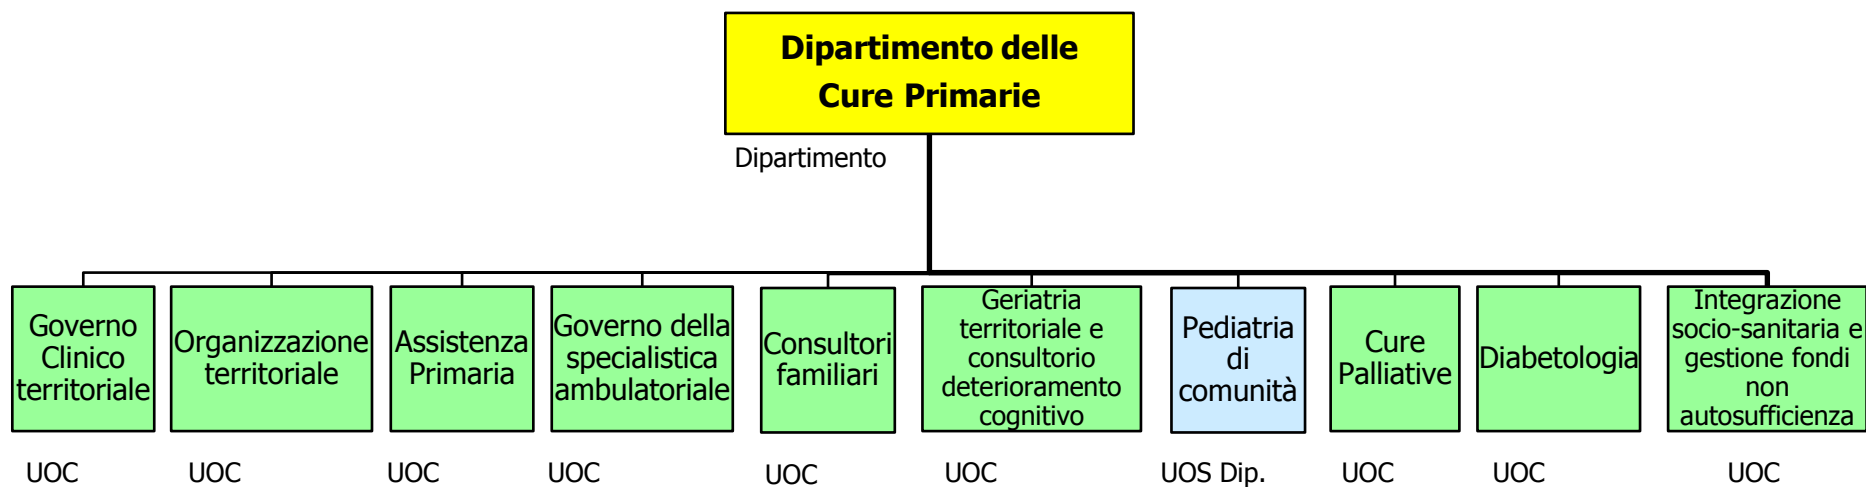 Dipartimento delle
Cure Primarie
Dipartimento
Governo
Clinico
territoriale
Organizzazione
territoriale
Assistenza
Primaria
Governo della
specialistica
ambulatoriale
Consultori
familiari
Geriatria
territoriale e
consultorio
deterioramento
cognitivo
Pediatria
di
comunità
Cure
Palliative
Diabetologia
Integrazione
socio-sanitaria e
gestione fondi
non
autosufficienza
UOC
UOC
UOC
UOC
UOC
UOC
UOS Dip.
UOC
UOC
UOC